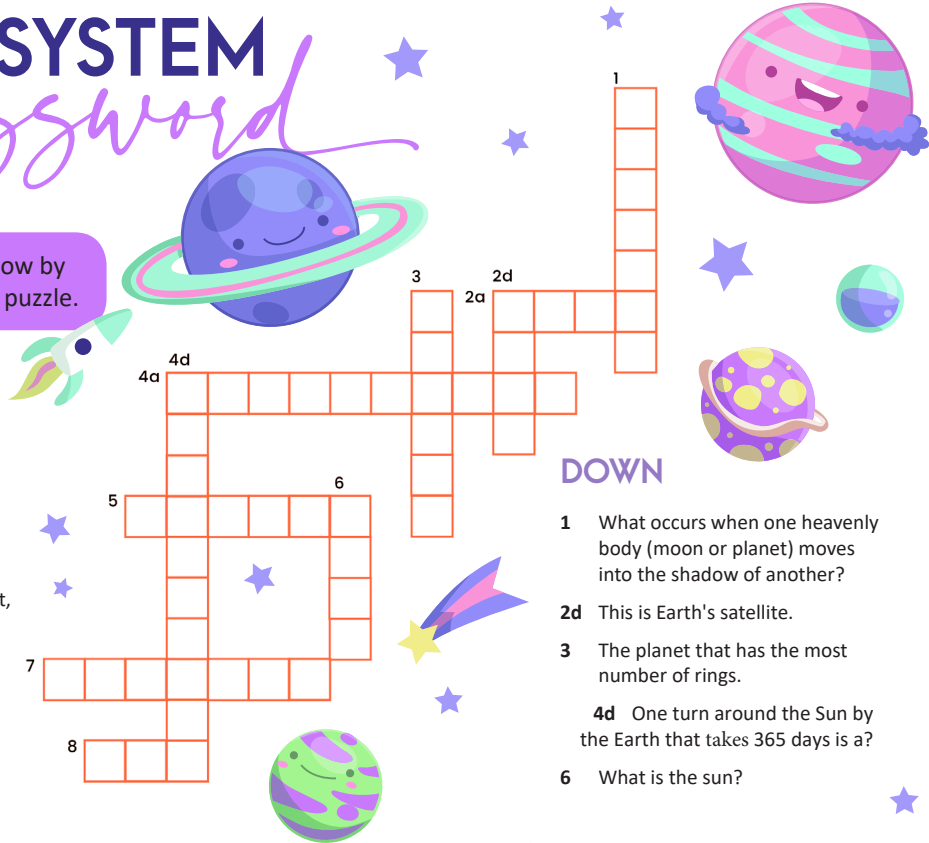 SYSTEM
ssword
ow by
puzzle.
1
3
2d
2a
4d
4a
5
6
t,
7
8
DOWN
1 What occurs when one heavenly
body (moon or planet) moves
into the shadow of another?
2d This is Earth's satellite.
3 The planet that has the most
number of rings.
4d One turn around the Sun by
the Earth that takes 365 days is a?
6 What is the sun?